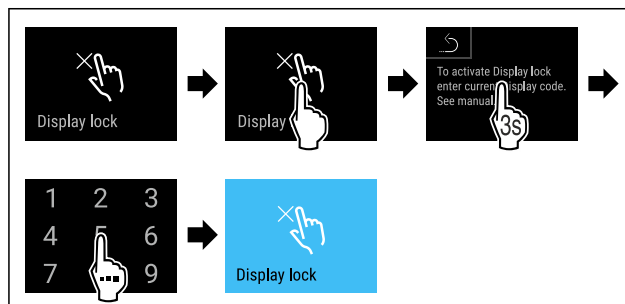 Display lock
Display
To activate Display lock
enter current display code.
See manual.
3s
1 2 3
4 5 6
7 9
Display lock